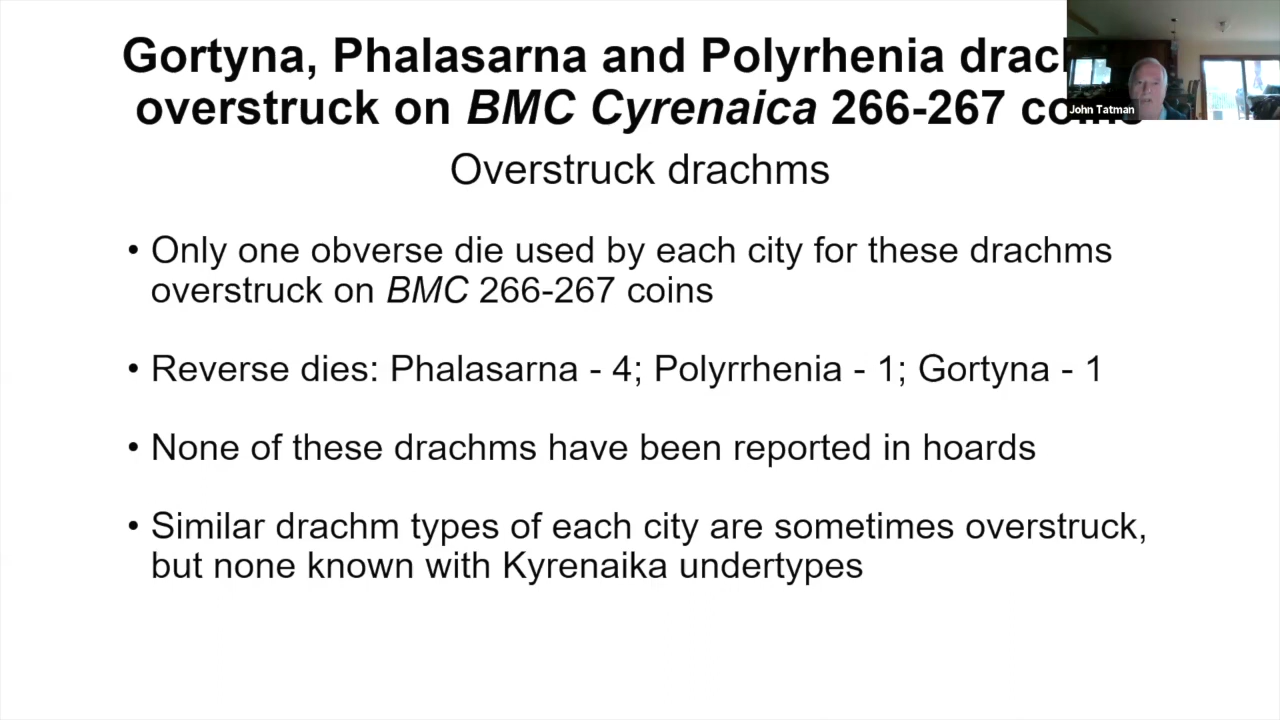 Gortyna, Phalasarna and Polyrhenia
overstruck on BMC Cyrenaica 266-267
John Tatman
Overstruck drachms
• Only one obverse die used by each city for these drachms
overstruck on BMC 266-267 coins
• Reverse dies: Phalasarna - 4; Polyrrhenia - 1; Gortyna - 1
• None of these drachms have been reported in hoards
• Similar drachm types of each city are sometimes overstruck,
but none known with Kyrenaika undertypes